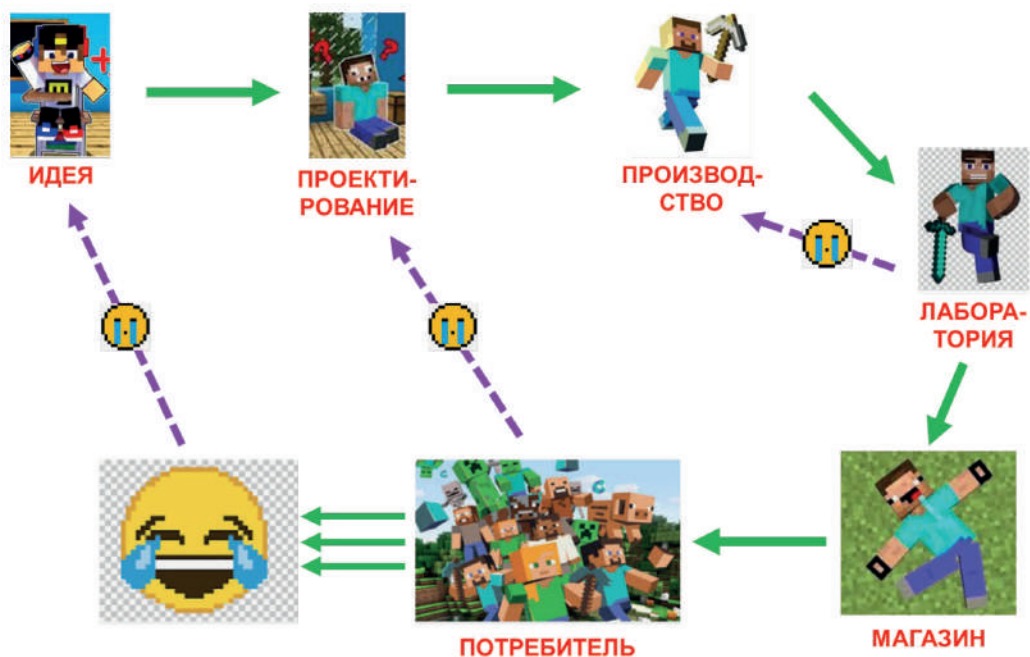 ИДЕЯ
ПРОЕКТИ-
РОВАНИЕ
ПРОИЗВОД-
СТВО
ЛАБОРА-
ТОРИЯ
МАГАЗИН
ПОТРЕБИТЕЛЬ